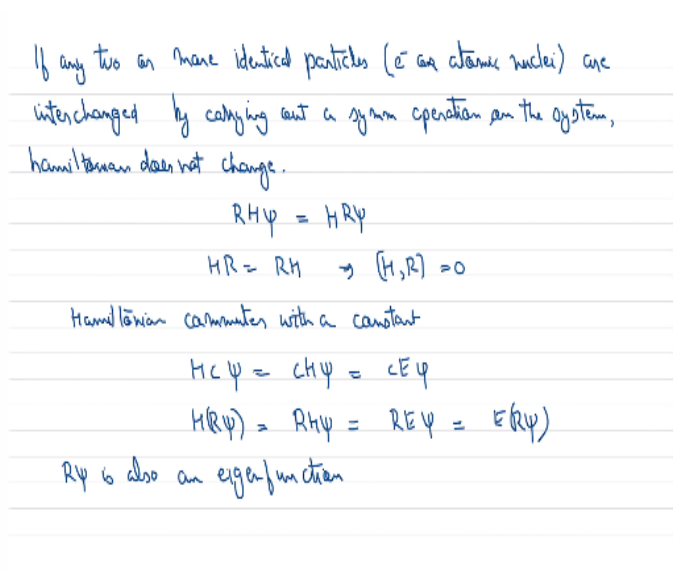 If any two or more identical particles (e⁻ or atomic nuclei) are
interchanged by carrying out a symm operation on the system,
hamiltonian does not change.
RHψ = HRψ
HR = RH → [H,R] = 0
Hamiltonian commutes with a constant
Hcψ = cHψ = cEψ
H(Rψ) = RHψ = REψ = E(Rψ)
Rψ is also an eigenfunction